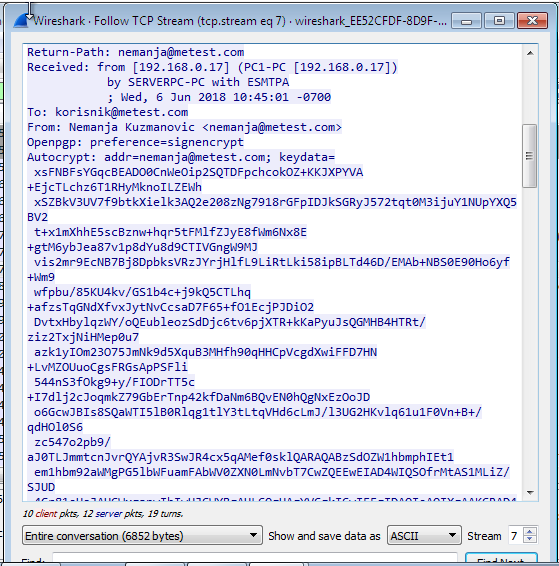 Wireshark · Follow TCP Stream (tcp.stream eq 7) · wireshark_EE52CFDF-8D9F-...
Return-Path: nemanja@metest.com
Received: from [192.168.0.17] (PC1-PC [192.168.0.17])
by SERVERPC-PC with ESMTPA
; Wed, 6 Jun 2018 10:45:01 -0700
To: korisnik@metest.com
From: Nemanja Kuzmanovic <nemanja@metest.com>
Openpgp: preference=signencrypt
Autocrypt: addr=nemanja@metest.com; keydata=
xsFNBFsYGqcBEADO0CnWeOip2SQTDFpchcokOZ+KKJXPYVA
+EjcTLchz6T1RHyMknoILZEWh
xSZBkV3UV7f9btkXielk3AQ2e208zNg7918rGFpIDJkSGRyJ572tqt0M3ijuY1NUpYXQ5
BV2
t+x1mXhhE5scBznw+hqr5tFMlfZJyE8fWm6Nx8E
+gtM6ybJea87v1p8dYu8d9CTIVGngW9MJ
vis2mr9EcNB7Bj8DpbksVRzJYrjHlfL9LiRtLki58ipBLTd46D/EMAb+NBS0E90Ho6yf
+Wm9
wfpbu/85KU4kv/GS1b4c+j9kQ5CTLhq
+afzsTqGNdXfvxJytNvCcsaD7F65+fO1EcjPJDiO2
DvtxHbylqzWY/oQEubleozSdDjc6tv6pjXTR+kKaPyuJsQGMHB4HTRt/
ziz2TxjNiHMep0u7
azk1yIOm23O75JmNk9d5XquB3MHfh90qHHCpVcgdXwiFFD7HN
+LvMZOUuoCgsFRGsApPSFli
544nS3fOkg9+y/FIODrTT5c
+I7dlj2cJoqmkZ79GbErTnp42kfDaNm6BQvEN0hQgNxEzOoJD
o6GcwJBIs8SQaWTI5lB0Rlqg1tlY3tLtqVHd6cLmJ/l3UG2HKvlq61u1F0Vn+B+/
qdHOl0S6
zc547o2pb9/
aJ0TLJmmtcnJvrQYAjvR3SwJR4cx5qAMef0sklQARAQABzSdOZW1hbmphIEt1
em1hbm92aWMgPG5lbWFuamFAbWV0ZXN0LmNvbT7CwZQEEwEIAD4WIQSOfrMtAS1MLiZ/
SJUD
10 client pkts, 12 server pkts, 19 turns.
Entire conversation (6852 bytes) Show and save data as ASCII Stream 7
Find: Find Next